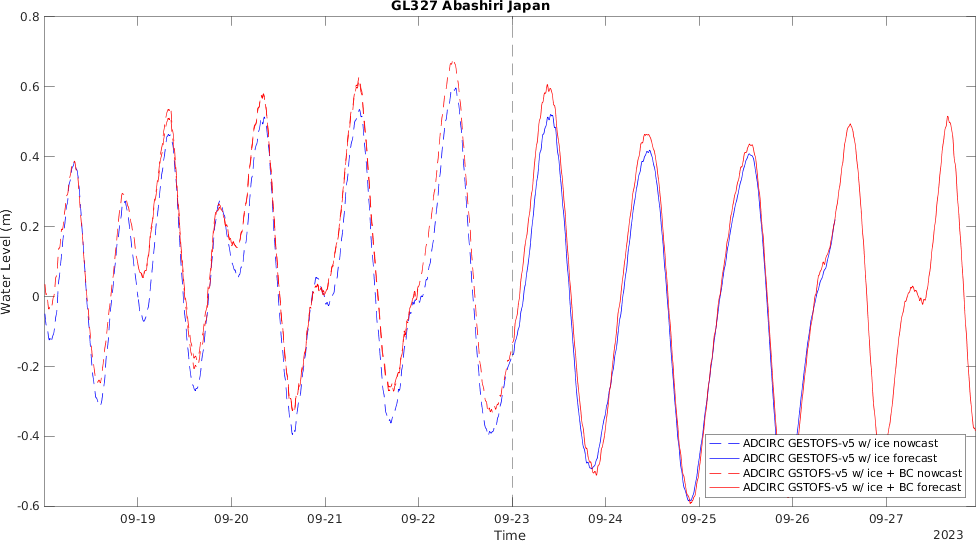 GL327 Abashiri Japan
0.8
0.6
0.4
0.2
0
-0.2
-0.4
-0.6
Water Level (m)
ADCIRC GESTOFS-v5 w/ ice nowcast
ADCIRC GESTOFS-v5 w/ ice forecast
ADCIRC GSTOFS-v5 w/ ice + BC nowcast
ADCIRC GSTOFS-v5 w/ ice + BC forecast
09-19 09-20 09-21 09-22 09-23 09-24 09-25 09-26 09-27
Time
2023